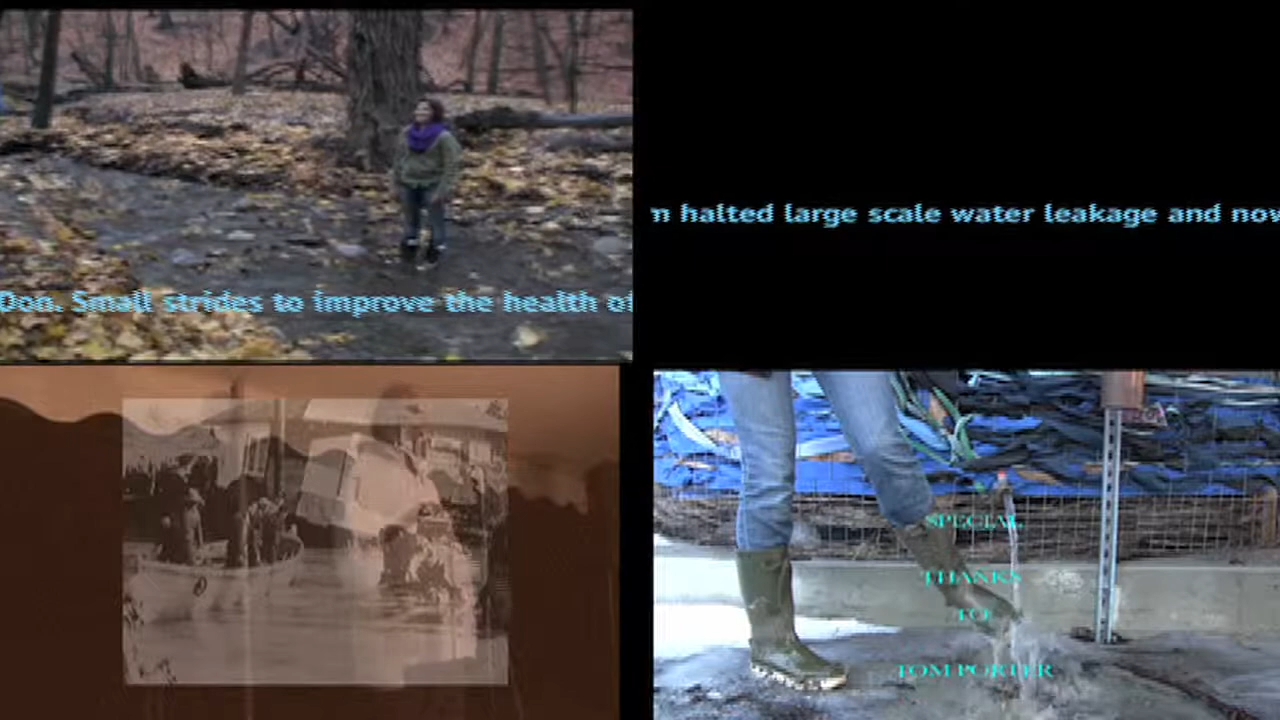 Don. Small strides to improve the health of
n halted large scale water leakage and now
SPECIAL
THANKS
TO
TOM PORTER